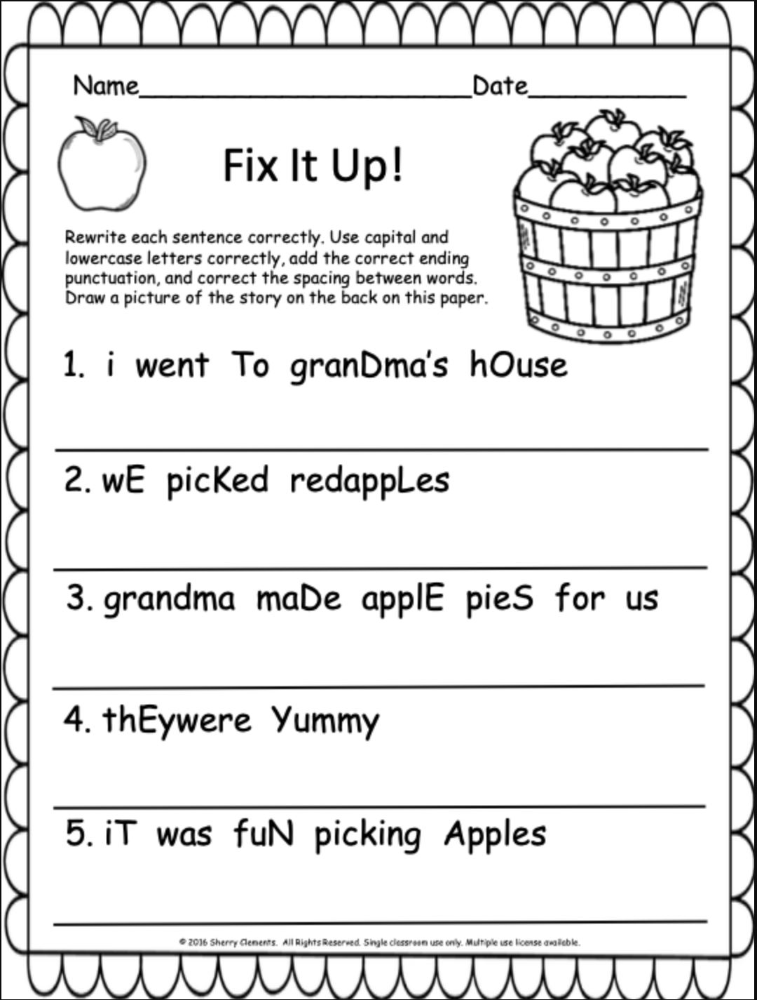 Name_____________________Date__________
Fix It Up!
Rewrite each sentence correctly. Use capital and
lowercase letters correctly, add the correct ending
punctuation, and correct the spacing between words.
Draw a picture of the story on the back on this paper.
1. i went To granDma's hOuse
2. wE picKed redappLes
3. grandma maDe applE pieS for us
4. thEywere Yummy
5. iT was fuN picking Apples
© 2016 Sherry Clements. All Rights Reserved. Single classroom use only. Multiple use license available.